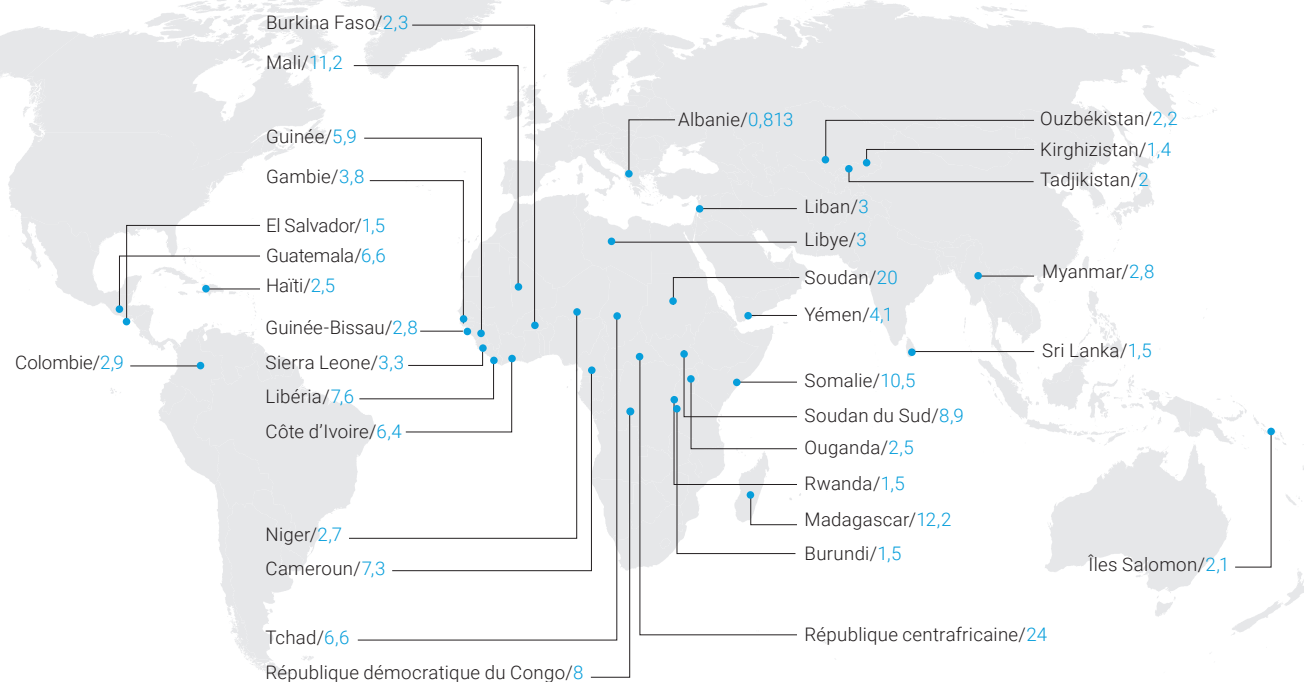 Burkina Faso/2,3
Mali/11,2
Guinée/5,9
Gambie/3,8
El Salvador/1,5
Guatemala/6,6
Haïti/2,5
Guinée-Bissau/2,8
Colombie/2,9
Sierra Leone/3,3
Libéria/7,6
Côte d’Ivoire/6,4
Niger/2,7
Cameroun/7,3
Tchad/6,6
République démocratique du Congo/8
Albanie/0,813
Liban/3
Libye/3
Soudan/20
Yémen/4,1
Somalie/10,5
Soudan du Sud/8,9
Ouganda/2,5
Rwanda/1,5
Madagascar/12,2
Burundi/1,5
République centrafricaine/24
Ouzbékistan/2,2
Kirghizistan/1,4
Tadjikistan/2
Myanmar/2,8
Sri Lanka/1,5
Îles Salomon/2,1